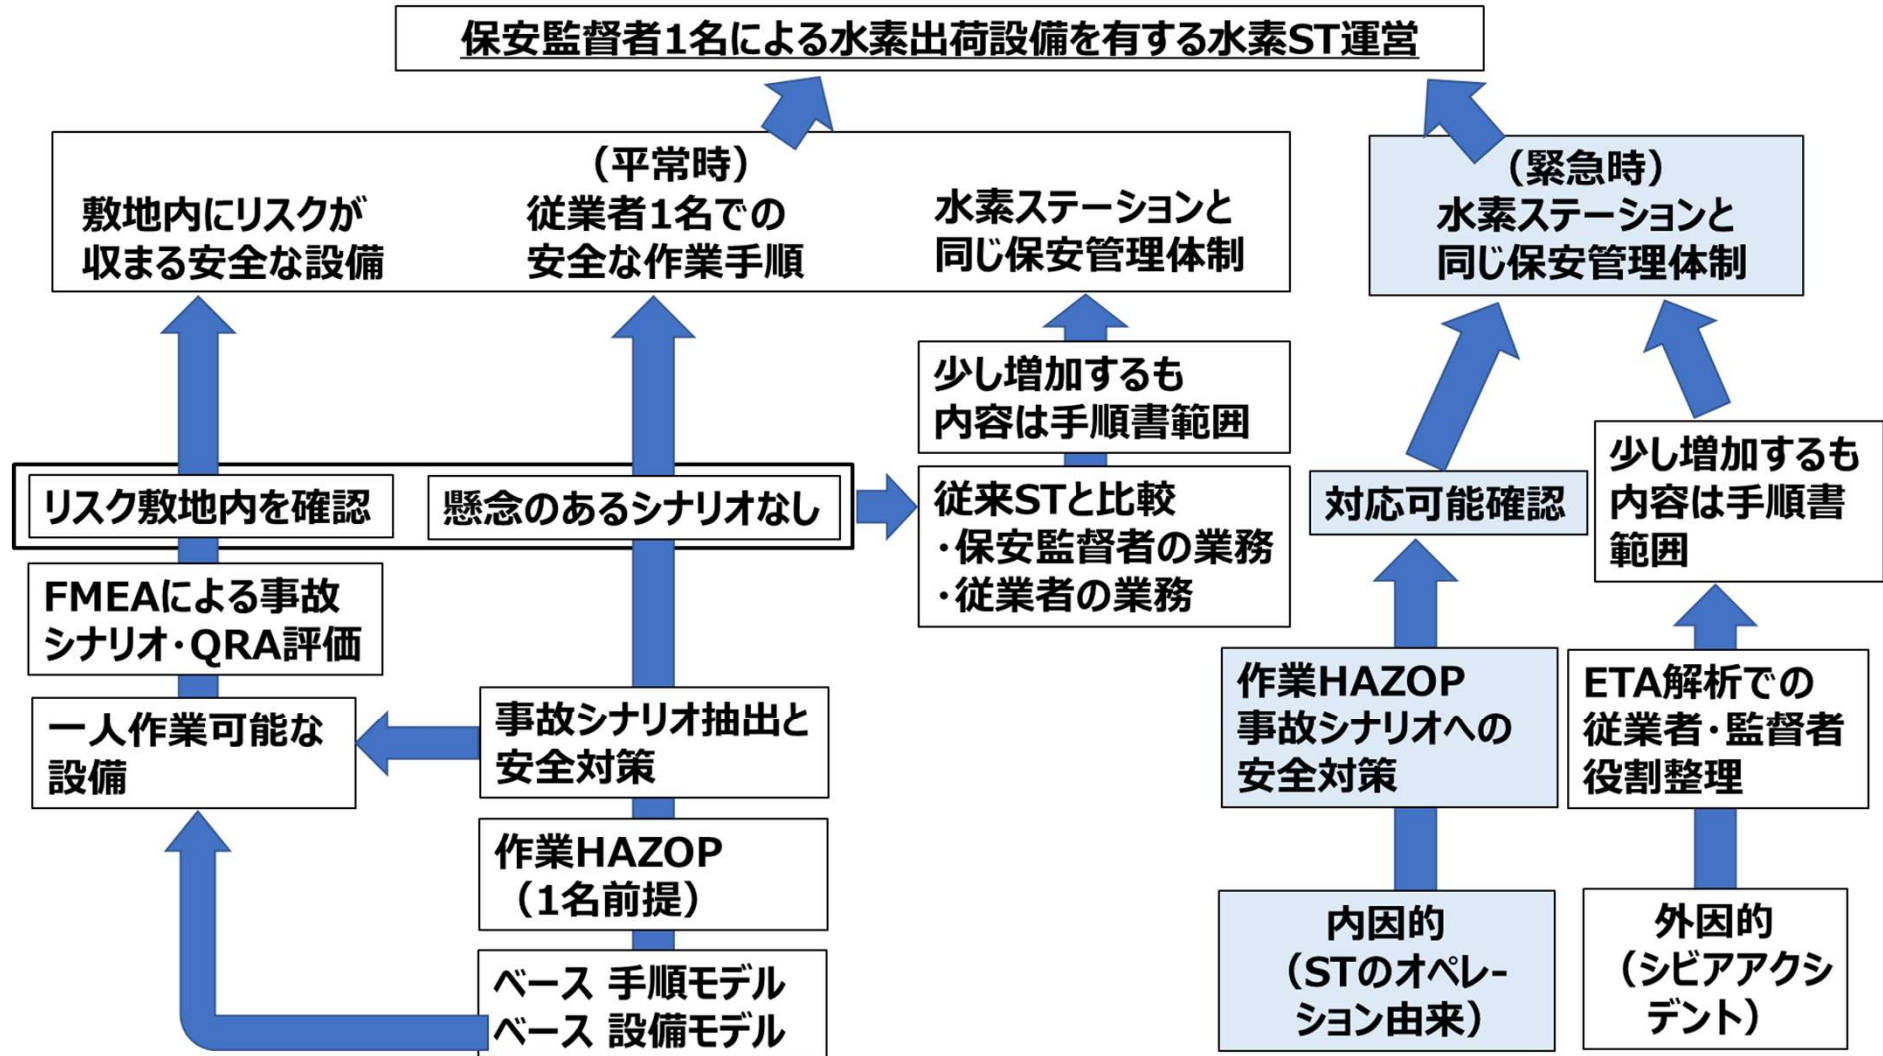 保安監督者1名による水素出荷設備を有する水素ST運営
（平常時）
敷地内にリスクが
収まる安全な設備
従業者1名での
安全な作業手順
水素ステーションと
同じ保安管理体制
（緊急時）
水素ステーションと
同じ保安管理体制
少し増加するも
内容は手順書範囲
リスク敷地内を確認
懸念のあるシナリオなし
従来STと比較
・保安監督者の業務
・従業者の業務
対応可能確認
少し増加するも
内容は手順書
範囲
FMEAによる事故
シナリオ・QRA評価
一人作業可能な
設備
事故シナリオ抽出と
安全対策
作業HAZOP
事故シナリオへの
安全対策
ETA解析での
従業者・監督者
役割整理
作業HAZOP
（1名前提）
ベース 手順モデル
ベース 設備モデル
内因的
（STのオペレｰ
ション由来）
外因的
（シビアアクシ
デント）